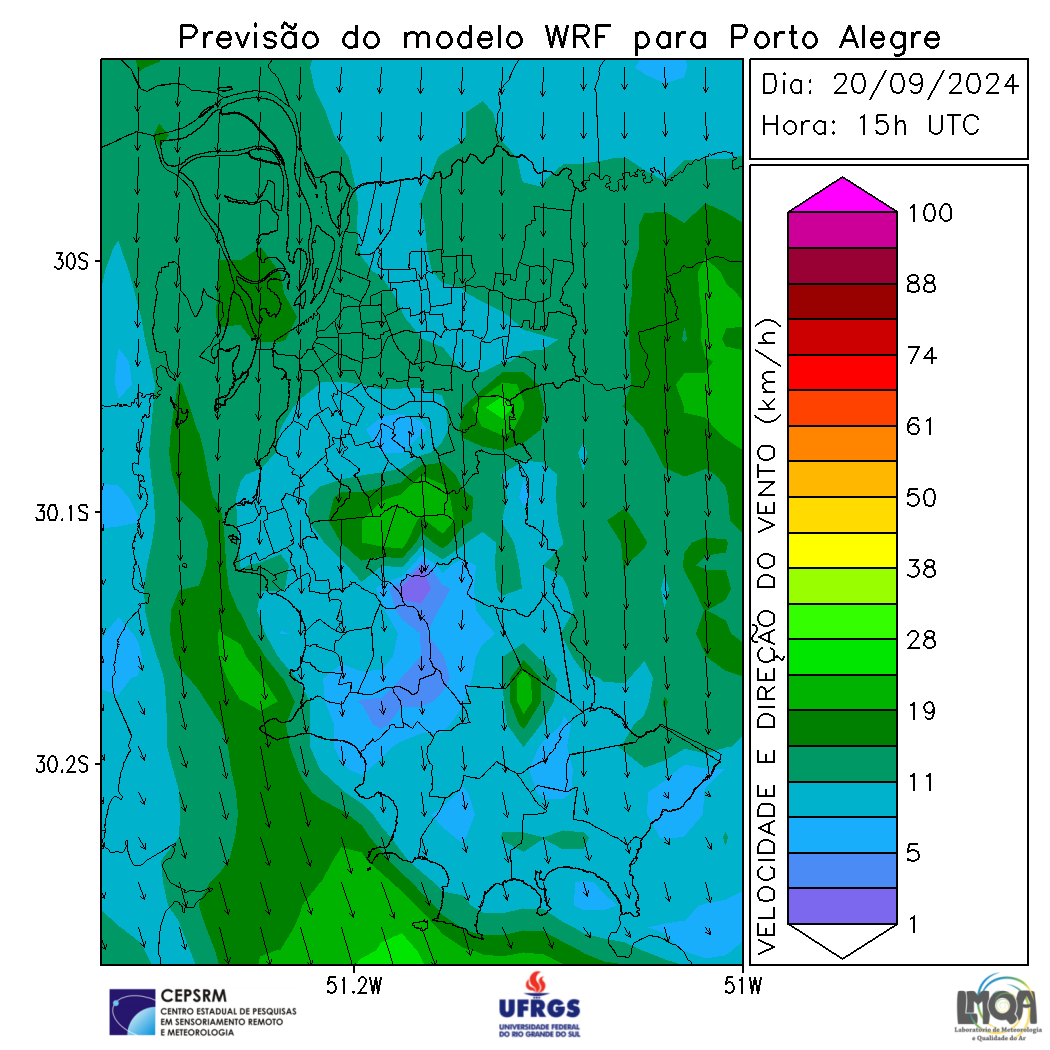 Previsão do modelo WRF para Porto Alegre
Dia: 20/09/2024
Hora: 15h UTC
30S
30.1S
30.2S
51.2W
51W
VELOCIDADE E DIREÇÃO DO VENTO (km/h)
100
88
74
61
50
38
28
19
11
5
1
CEPSRM
CENTRO ESTADUAL DE PESQUISAS
EM SENSORIAMENTO REMOTO
E METEOROLOGIA
UFRGS
UNIVERSIDADE FEDERAL
DO RIO GRANDE DO SUL
LMQA
Laboratório de Meteorologia
e Qualidade do Ar